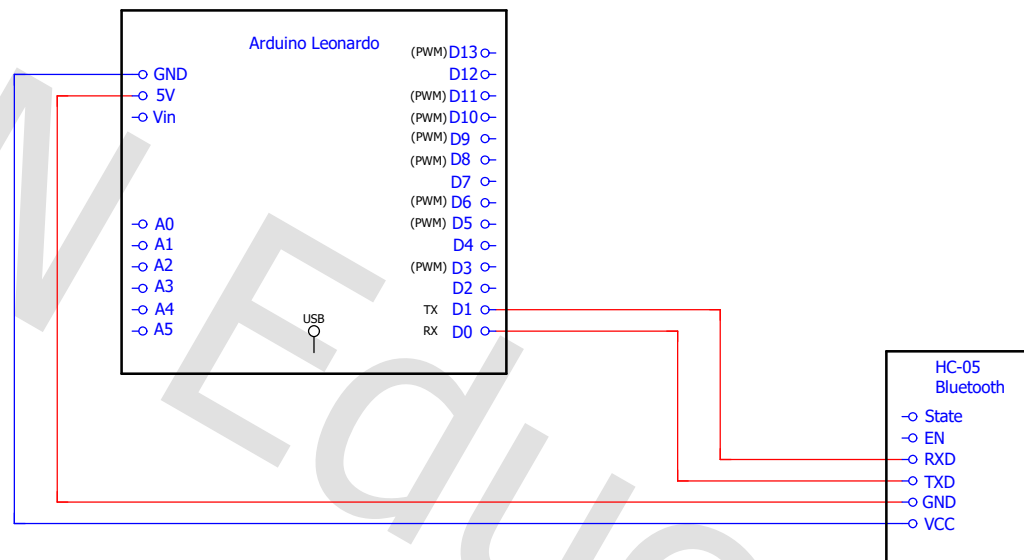 Arduino Leonardo
(PWM) D13
GND D12
5V (PWM) D11
Vin (PWM) D10
(PWM) D9
(PWM) D8
D7
(PWM) D6
A0 (PWM) D5
A1 D4
A2 (PWM) D3
A3 D2
A4 TX D1
A5 RX D0
USB
HC-05
Bluetooth
State
EN
RXD
TXD
GND
VCC